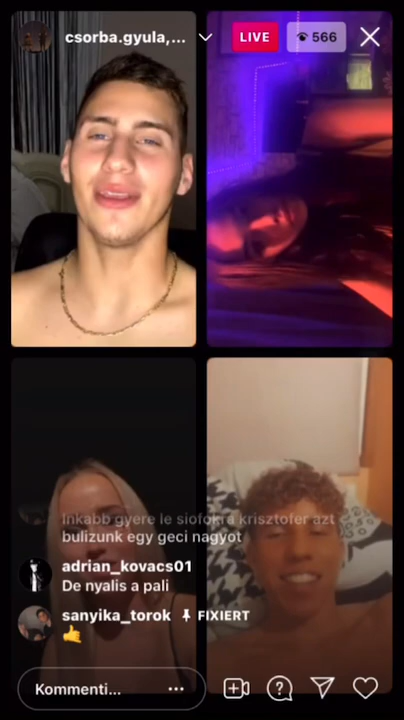 csorba.gyula,...
LIVE
566
Inkabb gyere le siofokra krisztofer azt
bulizunk egy geci nagyot
adrian_kovacs01
De nyalis a pali
sanyika_torok FIXIERT
🤙
Kommenti...